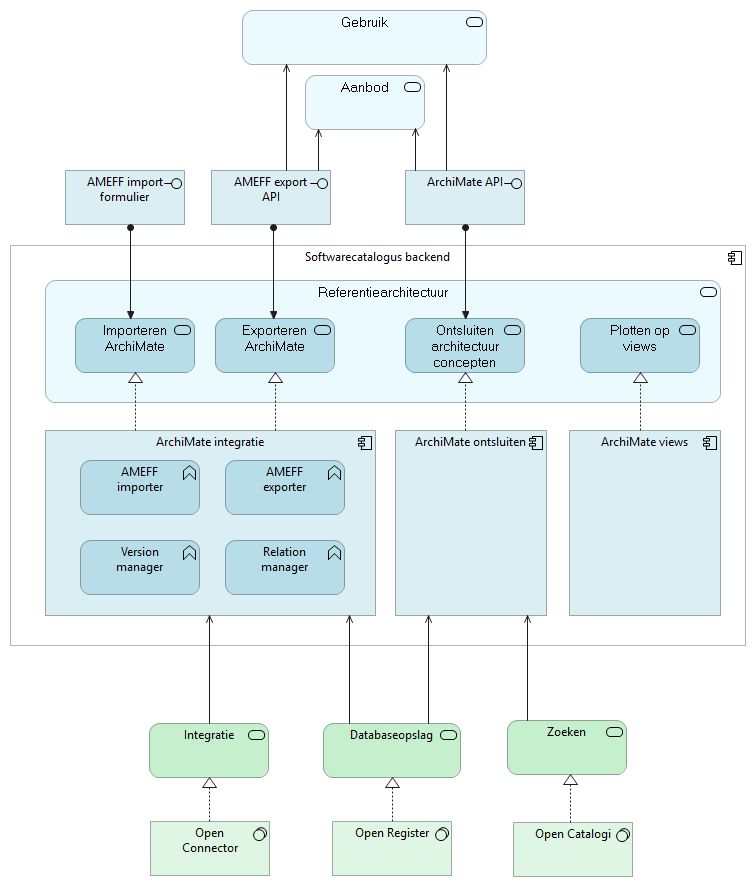 Gebruik
Aanbod
AMEFF import
formulier
AMEFF export
API
ArchiMate API
Softwarecatalogus backend
Referentiearchitectuur
Importeren
ArchiMate
Exporteren
ArchiMate
Ontsluiten
architectuur
concepten
Plotten op
views
ArchiMate integratie
ArchiMate ontsluiten
ArchiMate views
AMEFF
importer
AMEFF
exporter
Version
manager
Relation
manager
Integratie
Databaseopslag
Zoeken
Open
Connector
Open Register
Open Catalogi